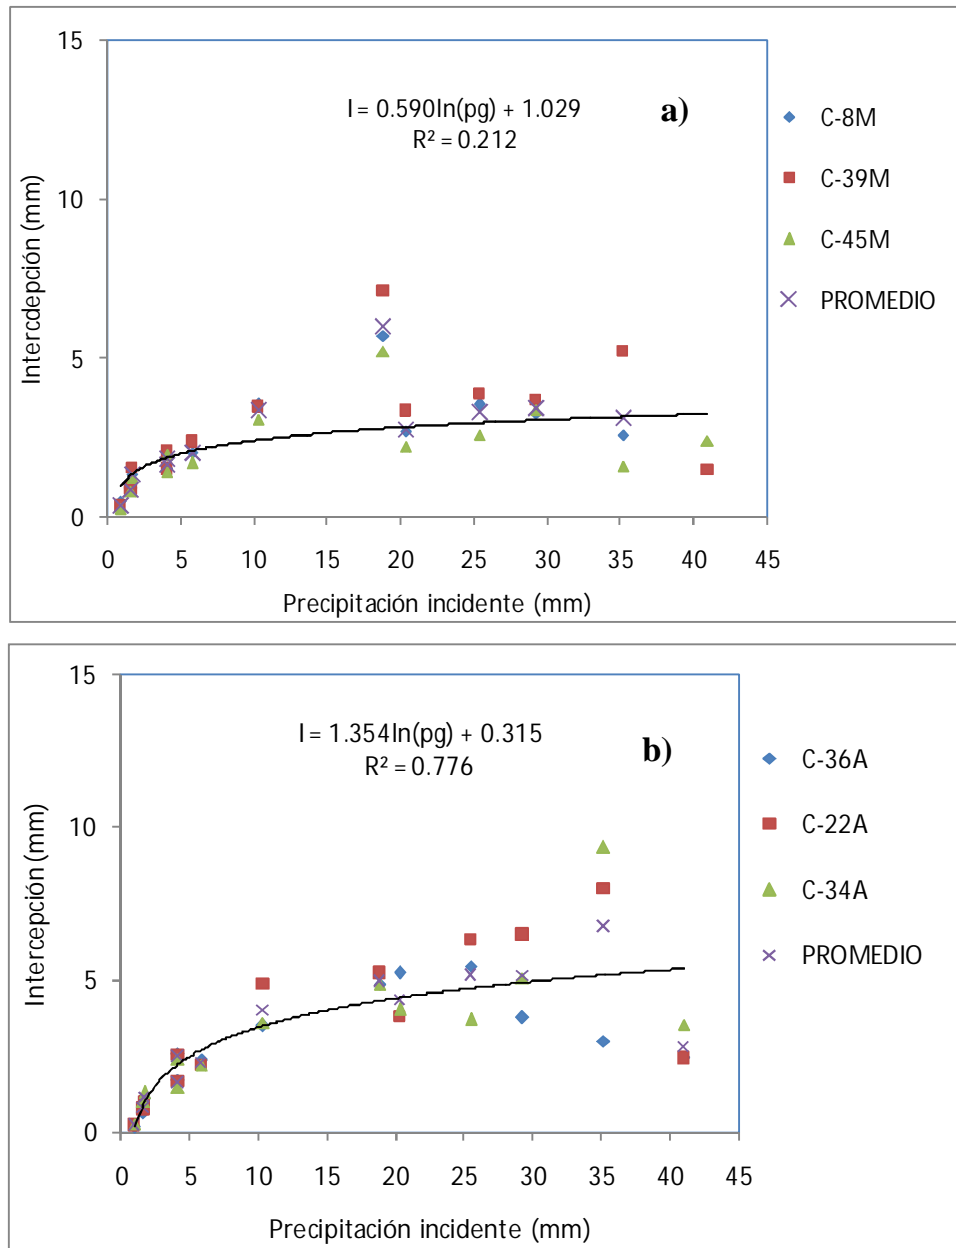 15
10
5
0
Intercdepción (mm)
I = 0.590ln(pg) + 1.029
R² = 0.212
a)
C-8M
C-39M
C-45M
PROMEDIO
0 5 10 15 20 25 30 35 40 45
Precipitación incidente (mm)
15
10
5
0
Intercepción (mm)
I = 1.354ln(pg) + 0.315
R² = 0.776
b)
C-36A
C-22A
C-34A
PROMEDIO
0 5 10 15 20 25 30 35 40 45
Precipitación incidente (mm)